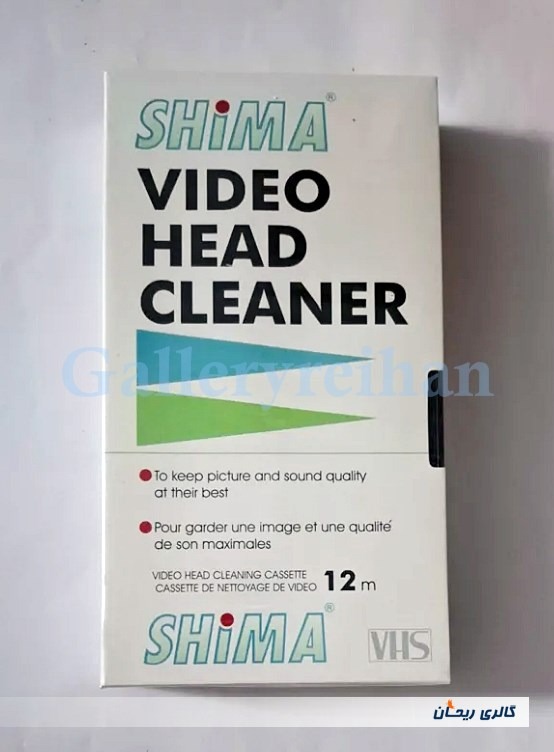 SHiMA®
VIDEO
HEAD
CLEANER
Galleryreihan
To keep picture and sound quality
at their best
Pour garder une image et une qualité
de son maximales
VIDEO HEAD CLEANING CASSETTE
CASSETTE DE NETTOYAGE DE VIDEO 12 m
SHiMA®
VHS
گالری ریحان